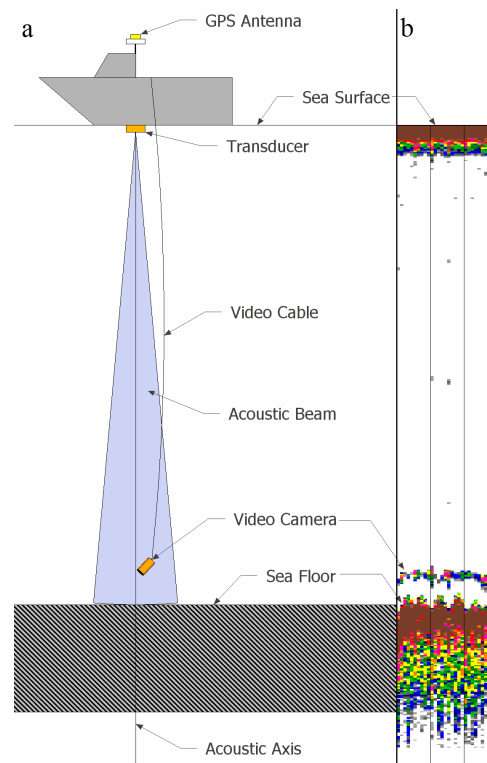 a
GPS Antenna
b
Sea Surface
Transducer
Video Cable
Acoustic Beam
Video Camera
Sea Floor
Acoustic Axis